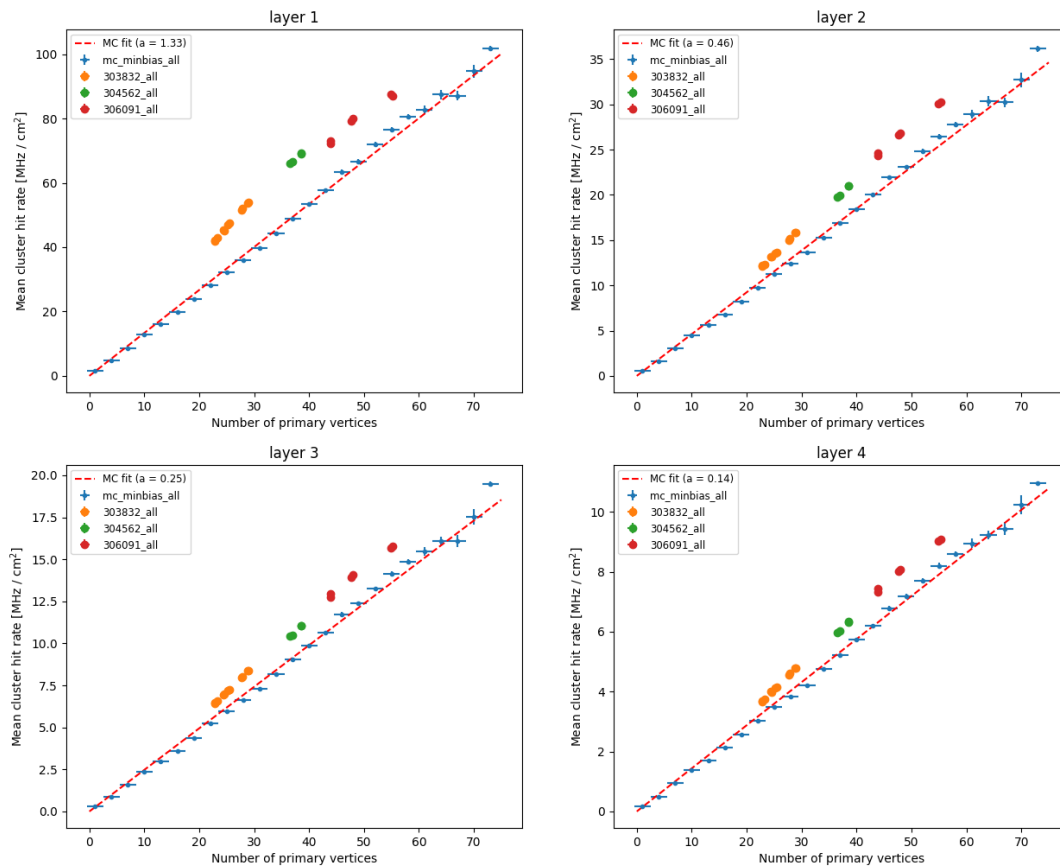 layer 1
MC fit (a = 1.33)
mc_minbias_all
303832_all
304562_all
306091_all
Mean cluster hit rate [MHz / cm²]
100
80
60
40
20
0
0 10 20 30 40 50 60 70
Number of primary vertices
layer 2
MC fit (a = 0.46)
mc_minbias_all
303832_all
304562_all
306091_all
Mean cluster hit rate [MHz / cm²]
35
30
25
20
15
10
5
0
0 10 20 30 40 50 60 70
Number of primary vertices
layer 3
MC fit (a = 0.25)
mc_minbias_all
303832_all
304562_all
306091_all
Mean cluster hit rate [MHz / cm²]
20.0
17.5
15.0
12.5
10.0
7.5
5.0
2.5
0.0
0 10 20 30 40 50 60 70
Number of primary vertices
layer 4
MC fit (a = 0.14)
mc_minbias_all
303832_all
304562_all
306091_all
Mean cluster hit rate [MHz / cm²]
10
8
6
4
2
0
0 10 20 30 40 50 60 70
Number of primary vertices